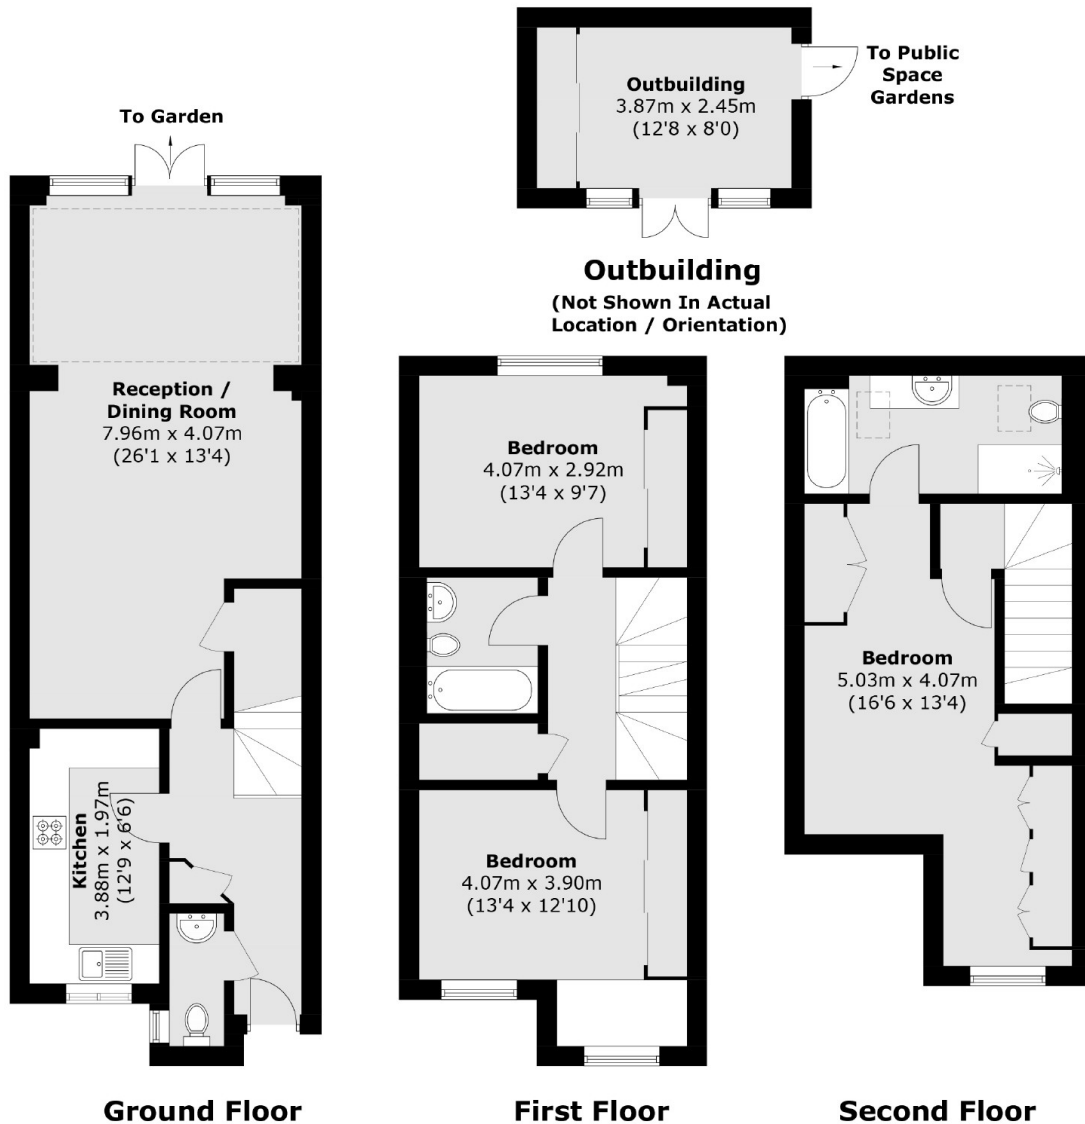 To Garden
Reception /
Dining Room
7.96m x 4.07m
(26'1 x 13'4)
Kitchen
3.88m x 1.97m
(12'9 x 6'6)
Ground Floor
Outbuilding
3.87m x 2.45m
(12'8 x 8'0)
To Public
Space
Gardens
Outbuilding
(Not Shown In Actual
Location / Orientation)
Bedroom
4.07m x 2.92m
(13'4 x 9'7)
Bedroom
4.07m x 3.90m
(13'4 x 12'10)
First Floor
Bedroom
5.03m x 4.07m
(16'6 x 13'4)
Second Floor